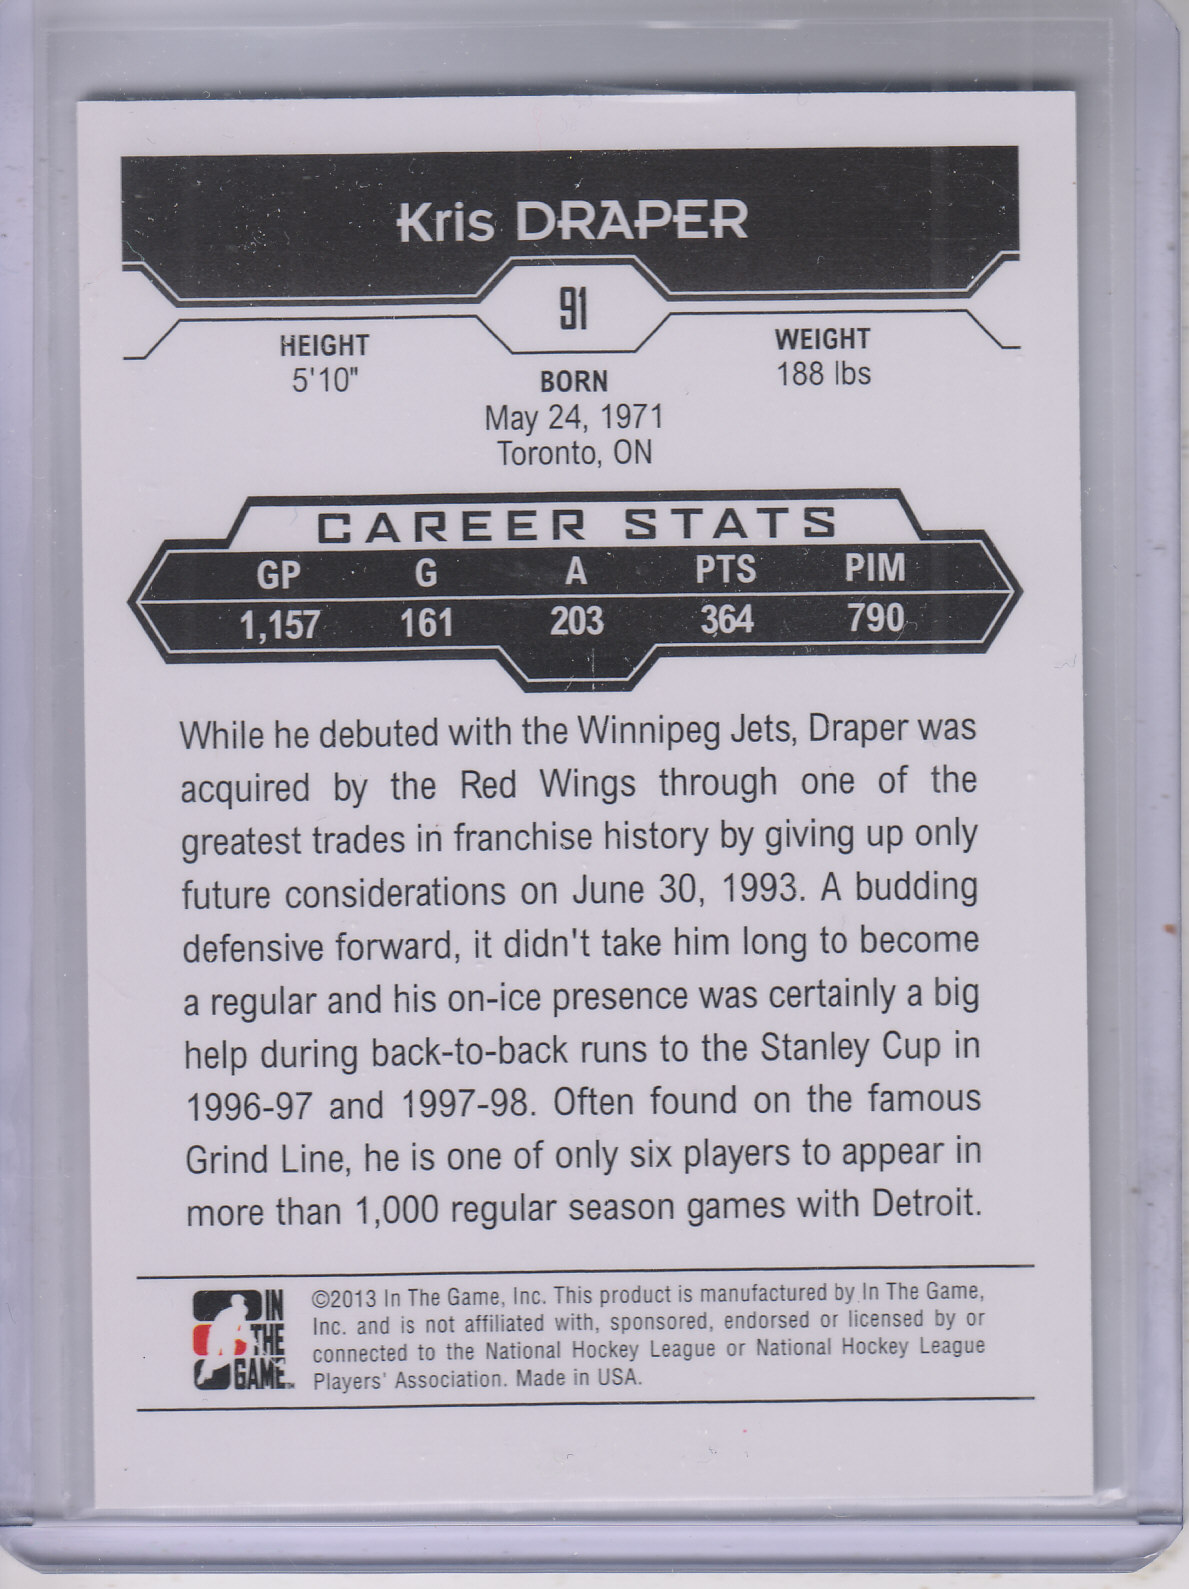 Kris DRAPER
91
HEIGHT
5'10"
WEIGHT
188 lbs
BORN
May 24, 1971
Toronto, ON
CAREER STATS
GP G A PTS PIM
1,157 161 203 364 790
While he debuted with the Winnipeg Jets, Draper was
acquired by the Red Wings through one of the
greatest trades in franchise history by giving up only
future considerations on June 30, 1993. A budding
defensive forward, it didn't take him long to become
a regular and his on-ice presence was certainly a big
help during back-to-back runs to the Stanley Cup in
1996-97 and 1997-98. Often found on the famous
Grind Line, he is one of only six players to appear in
more than 1,000 regular season games with Detroit.
IN
THE
GAME™
©2013 In The Game, Inc. This product is manufactured by In The Game,
Inc. and is not affiliated with, sponsored, endorsed or licensed by or
connected to the National Hockey League or National Hockey League
Players' Association. Made in USA.